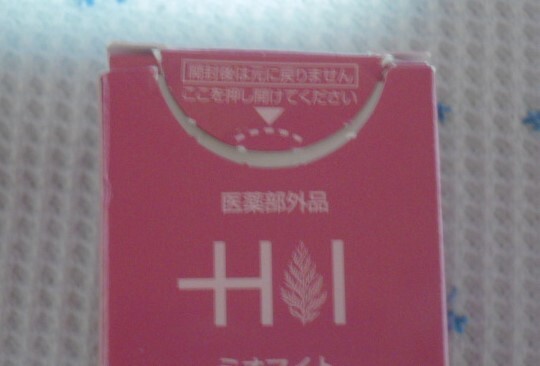 開封後は元に戻りません
ここを押し開けてください
医薬部外品